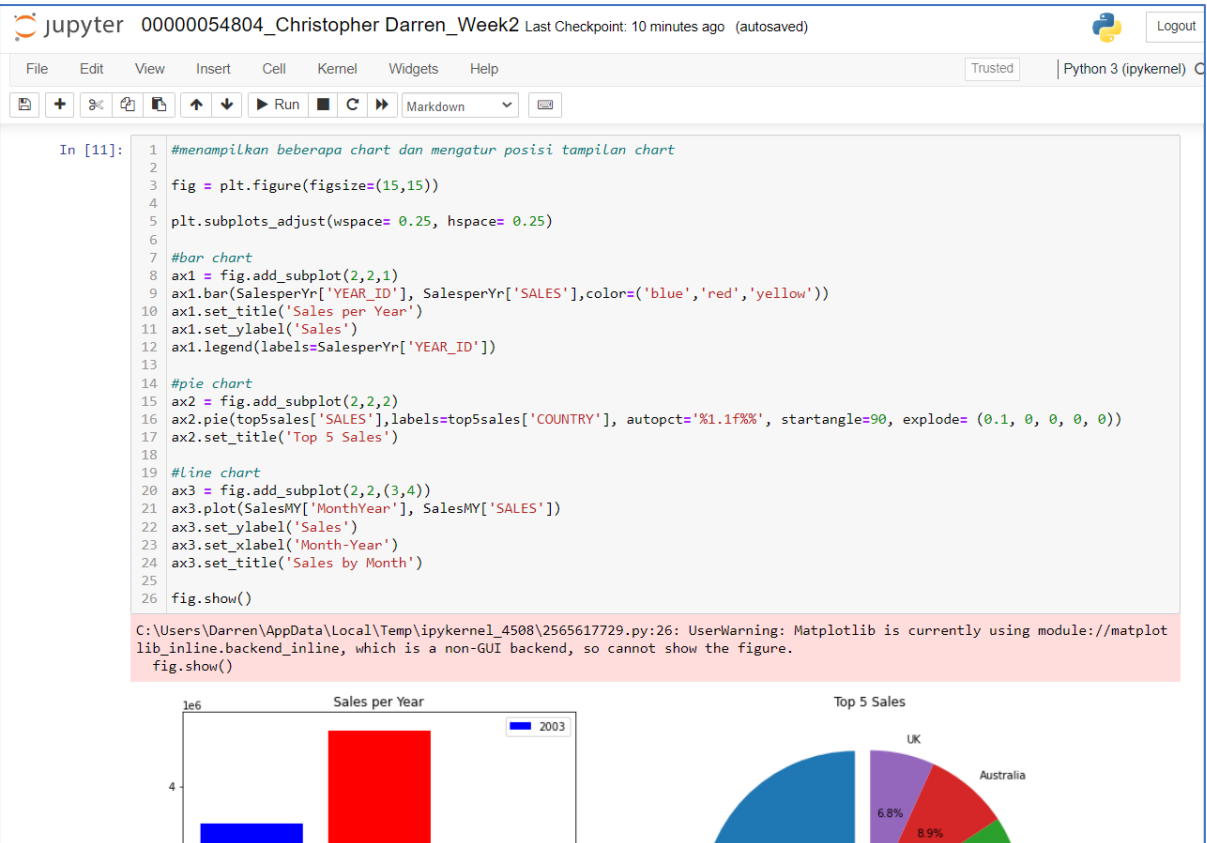 jupyter 00000054804_Christopher Darren_Week2 Last Checkpoint: 10 minutes ago (autosaved)
Logout
File Edit View Insert Cell Kernel Widgets Help
Trusted
Python 3 (ipykernel)
Run
Markdown
In [11]:
1 #menampilkan beberapa chart dan mengatur posisi tampilan chart
2
3 fig = plt.figure(figsize=(15,15))
4
5 plt.subplots_adjust(wspace= 0.25, hspace= 0.25)
6
7 #bar chart
8 ax1 = fig.add_subplot(2,2,1)
9 ax1.bar(SalesperYr['YEAR_ID'], SalesperYr['SALES'],color=('blue','red','yellow'))
10 ax1.set_title('Sales per Year')
11 ax1.set_ylabel('Sales')
12 ax1.legend(labels=SalesperYr['YEAR_ID'])
13
14 #pie chart
15 ax2 = fig.add_subplot(2,2,2)
16 ax2.pie(top5sales['SALES'],labels=top5sales['COUNTRY'], autopct='%1.1f%%', startangle=90, explode= (0.1, 0, 0, 0, 0))
17 ax2.set_title('Top 5 Sales')
18
19 #line chart
20 ax3 = fig.add_subplot(2,2,(3,4))
21 ax3.plot(SalesMY['MonthYear'], SalesMY['SALES'])
22 ax3.set_ylabel('Sales')
23 ax3.set_xlabel('Month-Year')
24 ax3.set_title('Sales by Month')
25
26 fig.show()
C:\Users\Darren\AppData\Local\Temp\ipykernel_4508\2565617729.py:26: UserWarning: Matplotlib is currently using module://matplot
lib_inline.backend_inline, which is a non-GUI backend, so cannot show the figure.
fig.show()
Sales per Year
1e6
2003
4
Top 5 Sales
UK
Australia
6.8%
8.9%